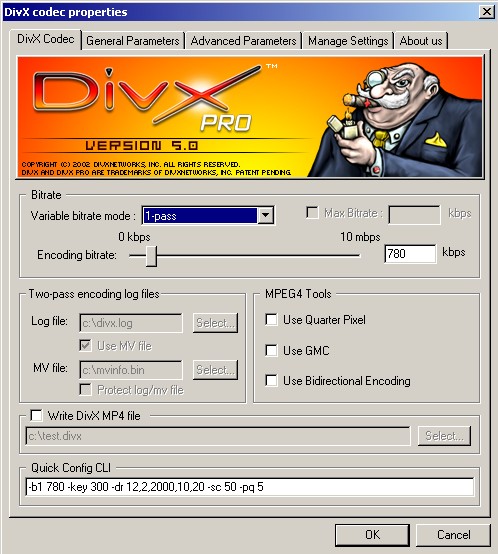 DivX codec properties
DivX Codec General Parameters Advanced Parameters Manage Settings About us
DivX™
PRO
VERSION 5.0
COPYRIGHT (C) 2002 DIVXNETWORKS, INC. ALL RIGHTS RESERVED.
DIVX AND DIVX PRO ARE TRADEMARKS OF DIVXNETWORKS, INC. PATENT PENDING.
Bitrate
Variable bitrate mode : 1-pass Max Bitrate : kbps
0 kbps 10 mbps
Encoding bitrate: 780 kbps
Two-pass encoding log files
Log file: c:\divx.log Select...
Use MV file
MV file: c:\mvinfo.bin Select...
Protect log/mv file
MPEG4 Tools
Use Quarter Pixel
Use GMC
Use Bidirectional Encoding
Write DivX MP4 file
c:\test.divx Select...
Quick Config CLI
-b1 780 -key 300 -dr 12,2,2000,10,20 -sc 50 -pq 5
OK Cancel